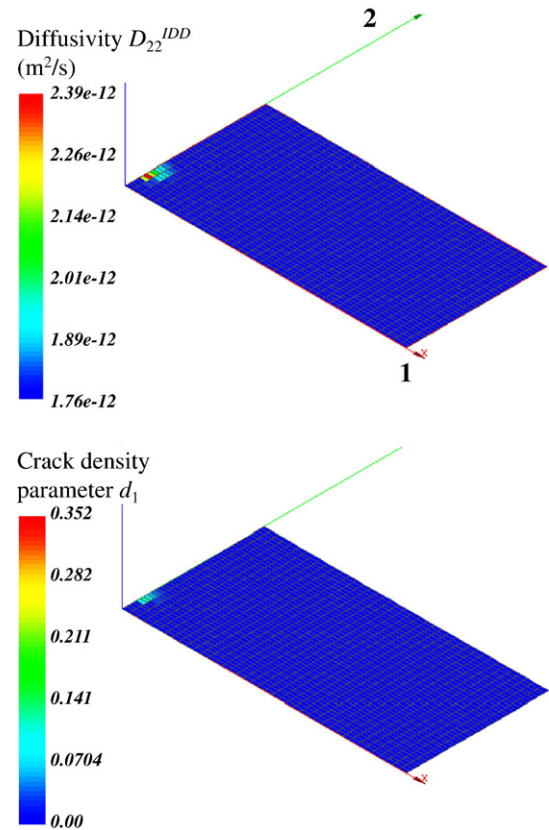 2
Diffusivity D22^IDD
(m²/s)
2.39e-12
2.26e-12
2.14e-12
2.01e-12
1.89e-12
1.76e-12
x
1
Crack density
parameter d₁
0.352
0.282
0.211
0.141
0.0704
0.00
x